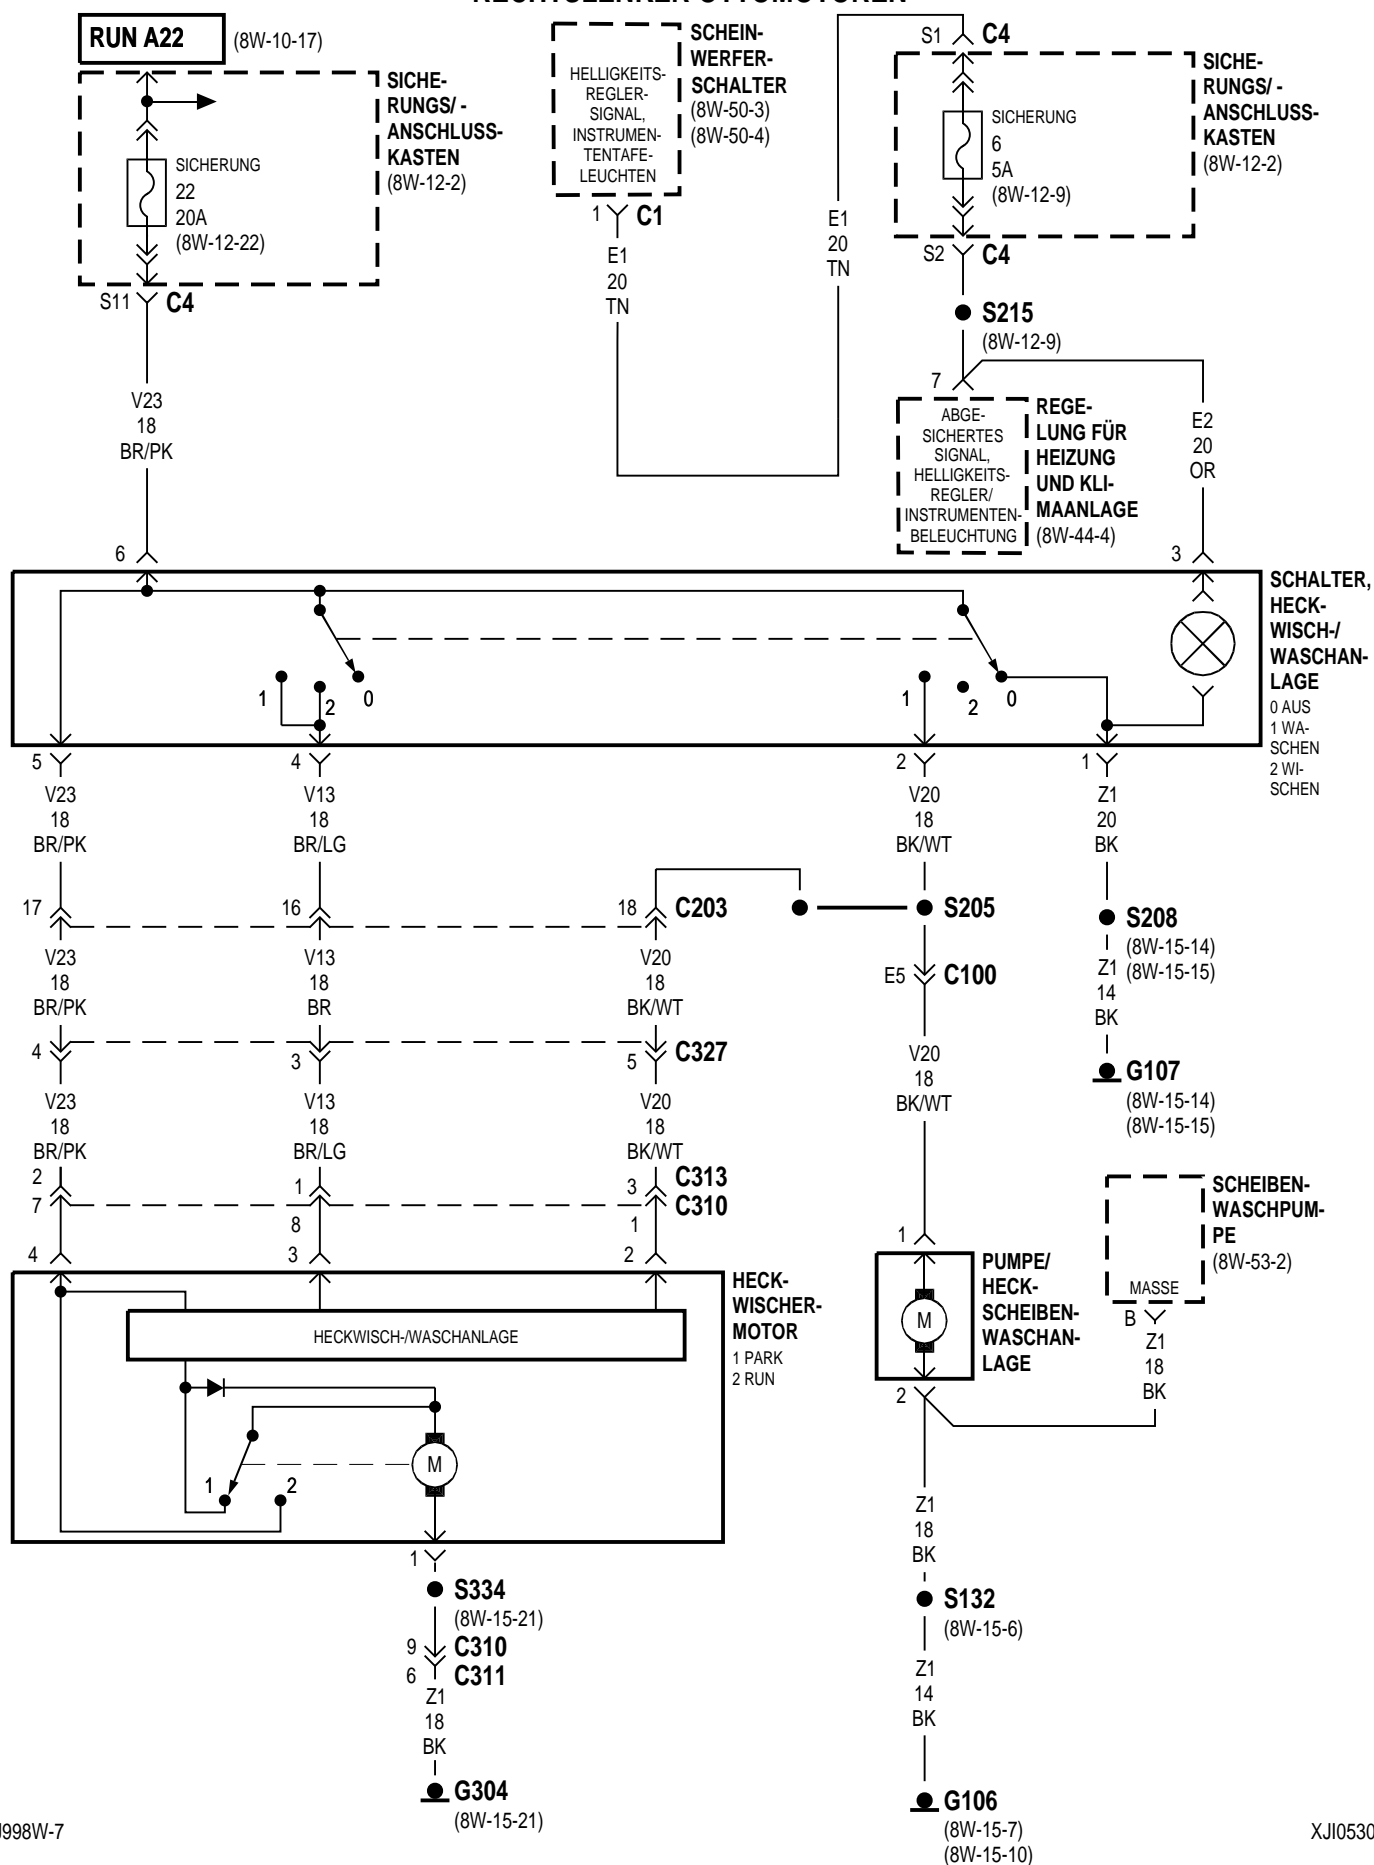 RUN A22
(8W-10-17)
SICHE-
RUNGS/ -
ANSCHLUSS-
KASTEN
(8W-12-2)
SICHERUNG
22
20A
(8W-12-22)
S11
C4
V23
18
BR/PK
6
HELLIGKEITS-
REGLER-
SIGNAL,
INSTRUMEN-
TENTAFE-
LEUCHTEN
SCHEIN-
WERFER-
SCHALTER
(8W-50-3)
(8W-50-4)
1
C1
E1
20
TN
E1
20
TN
S1
C4
SICHERUNG
6
5A
(8W-12-9)
SICHE-
RUNGS/ -
ANSCHLUSS-
KASTEN
(8W-12-2)
S2
C4
S215
(8W-12-9)
7
ABGE-
SICHERTES
SIGNAL,
HELLIGKEITS-
REGLER/
INSTRUMENTEN-
BELEUCHTUNG
REGE-
LUNG FÜR
HEIZUNG
UND KLI-
MAANLAGE
(8W-44-4)
E2
20
OR
3
SCHALTER,
HECK-
WISCH-/
WASCHAN-
LAGE
0 AUS
1 WA-
SCHEN
2 WI-
SCHEN
1
2
0
1
2
0
5
4
2
1
V23
18
BR/PK
V13
18
BR/LG
V20
18
BK/WT
Z1
20
BK
17
16
18
C203
S205
S208
(8W-15-14)
(8W-15-15)
V23
18
BR/PK
V13
18
BR
V20
18
BK/WT
E5
C100
Z1
14
BK
4
3
5
C327
V20
18
BK/WT
G107
(8W-15-14)
(8W-15-15)
V23
18
BR/PK
V13
18
BR/LG
V20
18
BK/WT
2
1
3
C313
7
8
1
C310
4
3
2
1
HECKWISCH-/WASCHANLAGE
HECK-
WISCHER-
MOTOR
1 PARK
2 RUN
M
1
2
M
PUMPE/
HECK-
SCHEIBEN-
WASCHAN-
LAGE
2
MASSE
SCHEIBEN-
WASCHPUM-
PE
(8W-53-2)
B
Z1
18
BK
1
S334
(8W-15-21)
9
C310
6
C311
Z1
18
BK
G304
(8W-15-21)
Z1
18
BK
S132
(8W-15-6)
Z1
14
BK
G106
(8W-15-7)
(8W-15-10)
998W-7
XJI0530